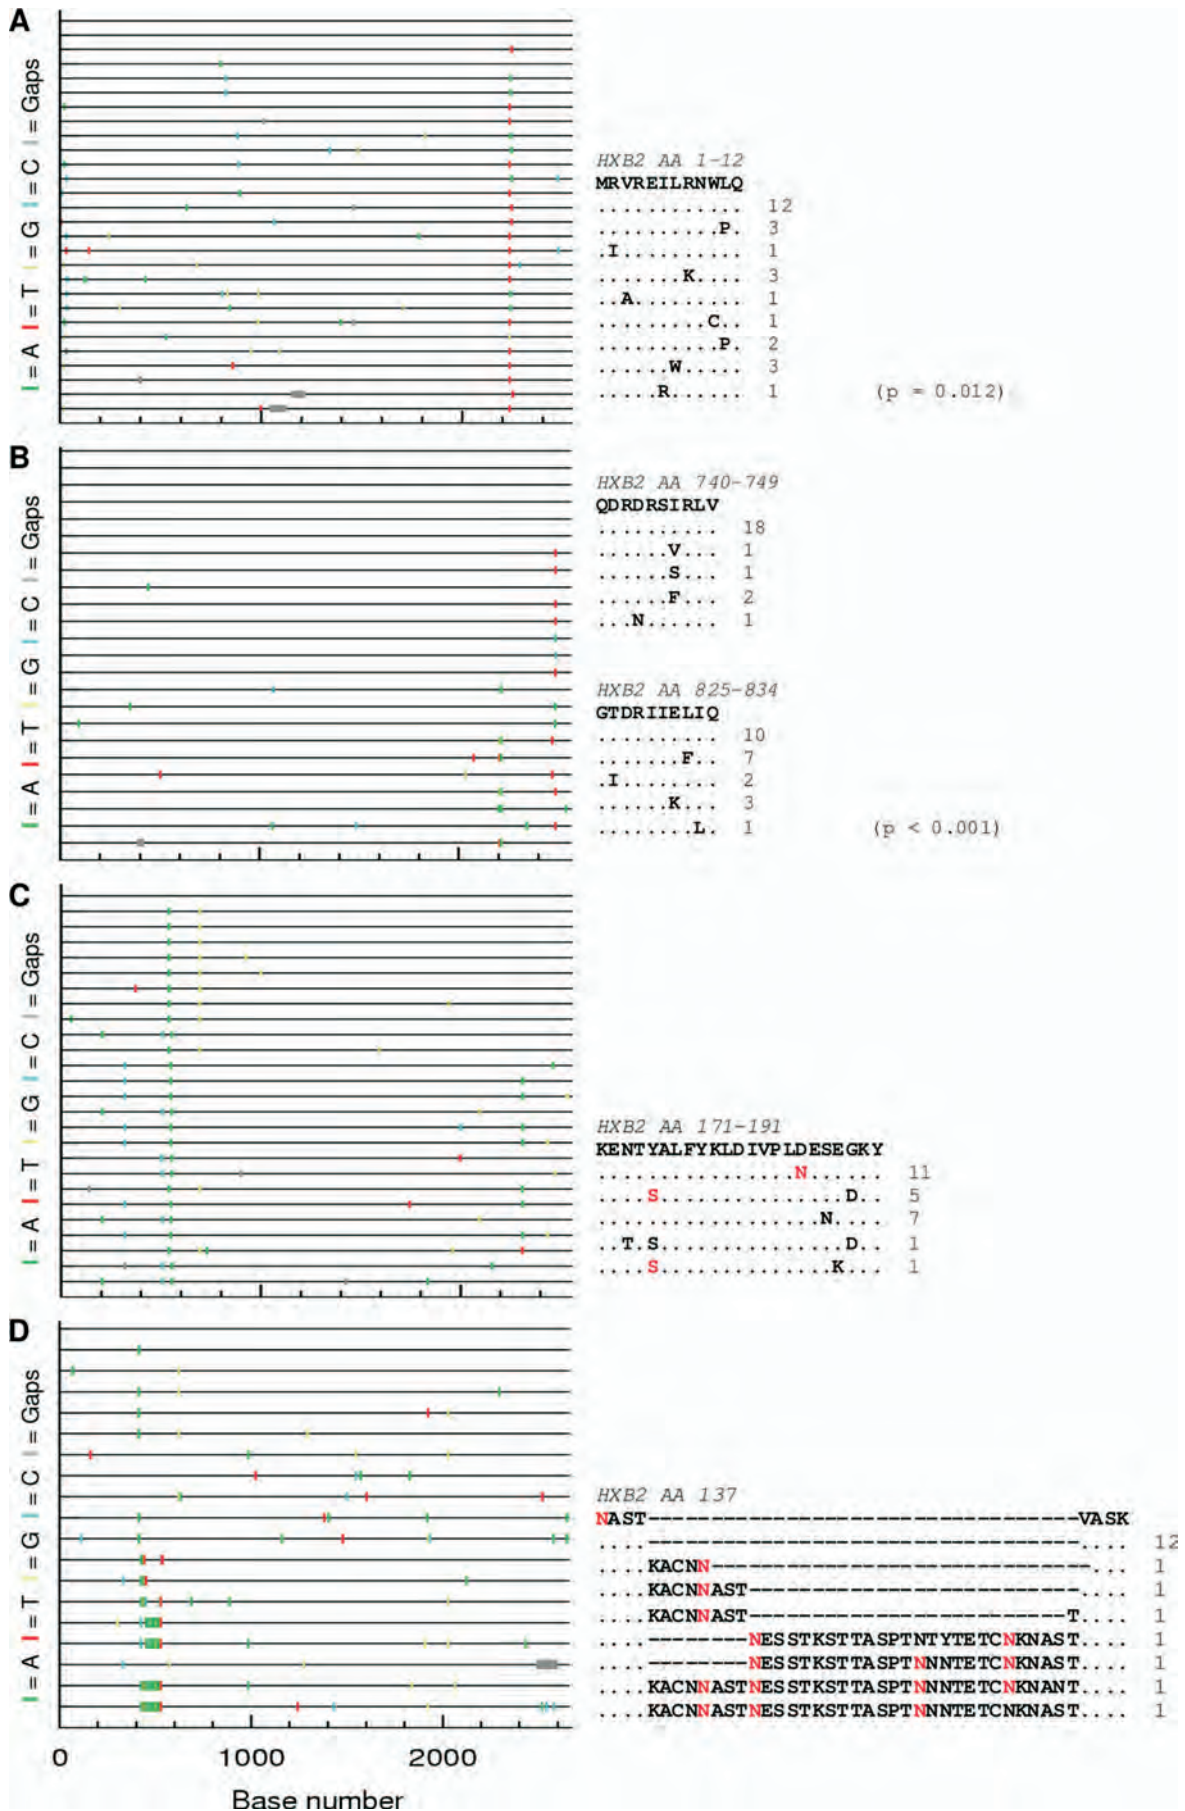 A
I = A I = T I = G I = C I = Gaps
HXB2 AA 1-12
MRVREILRNWLQ
............ 12
..........P. 3
.I.......... 1
.......K.... 3
..A......... 1
.........C.. 1
..........P. 2
......W..... 3
.....R...... 1 (p = 0.012)
B
I = A I = T I = G I = C I = Gaps
HXB2 AA 740-749
QDRDRSIRLV
.......... 18
......V... 1
......S... 1
......F... 2
...N...... 1
HXB2 AA 825-834
GTDRIIELIQ
.......... 10
.......F.. 7
.I........ 2
......K... 3
........L. 1 (p < 0.001)
C
I = A I = T I = G I = C I = Gaps
HXB2 AA 171-191
KENTYALFYKLDIVPLDESEGKY
................N...... 11
....S...............D.. 5
..................N.... 7
..T.S...............D.. 1
....S..............K... 1
D
I = A I = T I = G I = C I = Gaps
HXB2 AA 137
NAST-----------------------------------VASK
....-----------------------------------.... 12
....KACNN------------------------------.... 1
....KACNNAST---------------------------.... 1
....KACNNAST--------------------------T.... 1
....--------NESSTKSTTASPTNTYTETCNKNAST.... 1
....--------NESSTKSTTASPTNNNTETCNKNAST.... 1
....KACNNASTNESSTKSTTASPTNNNTETCNKNANT.... 1
....KACNNASTNESSTKSTTASPTNNNTETCNKNAST.... 1
0 1000 2000
Base number